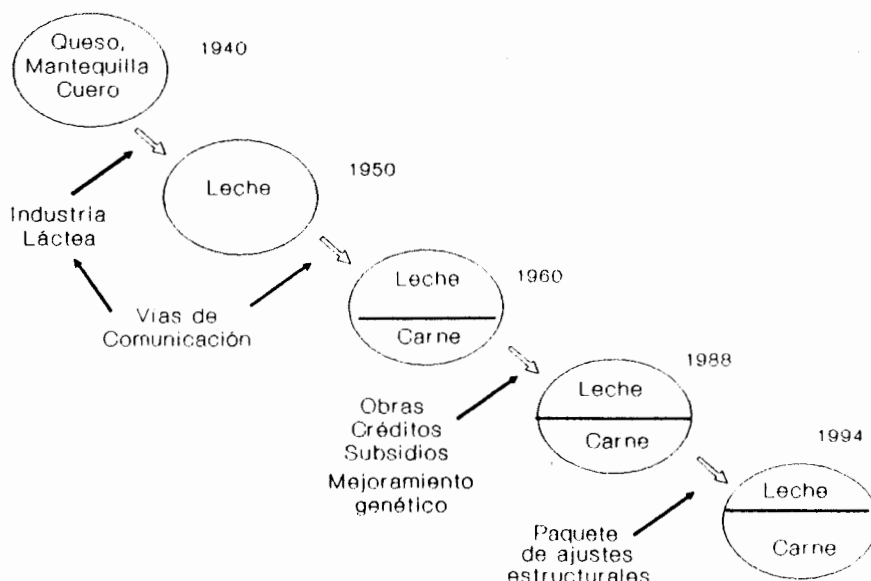 Queso,
Mantequilla
Cuero
1940
Leche
1950
Industria
Láctea
Vías de
Comunicación
Leche
Carne
1960
Obras
Créditos
Subsidios
Mejoramiento
genético
Leche
Carne
1988
Paquete
de ajustes
estructurales
Leche
Carne
1994